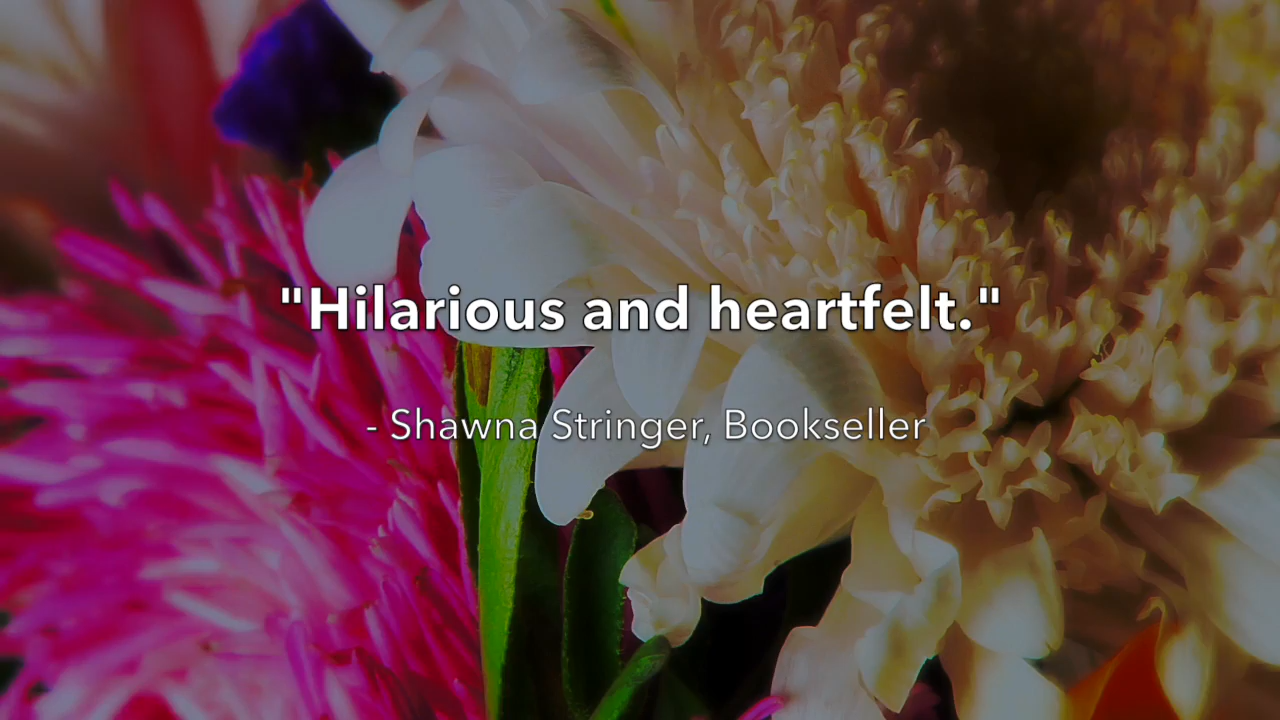 "Hilarious and heartfelt."
- Shawna Stringer, Bookseller